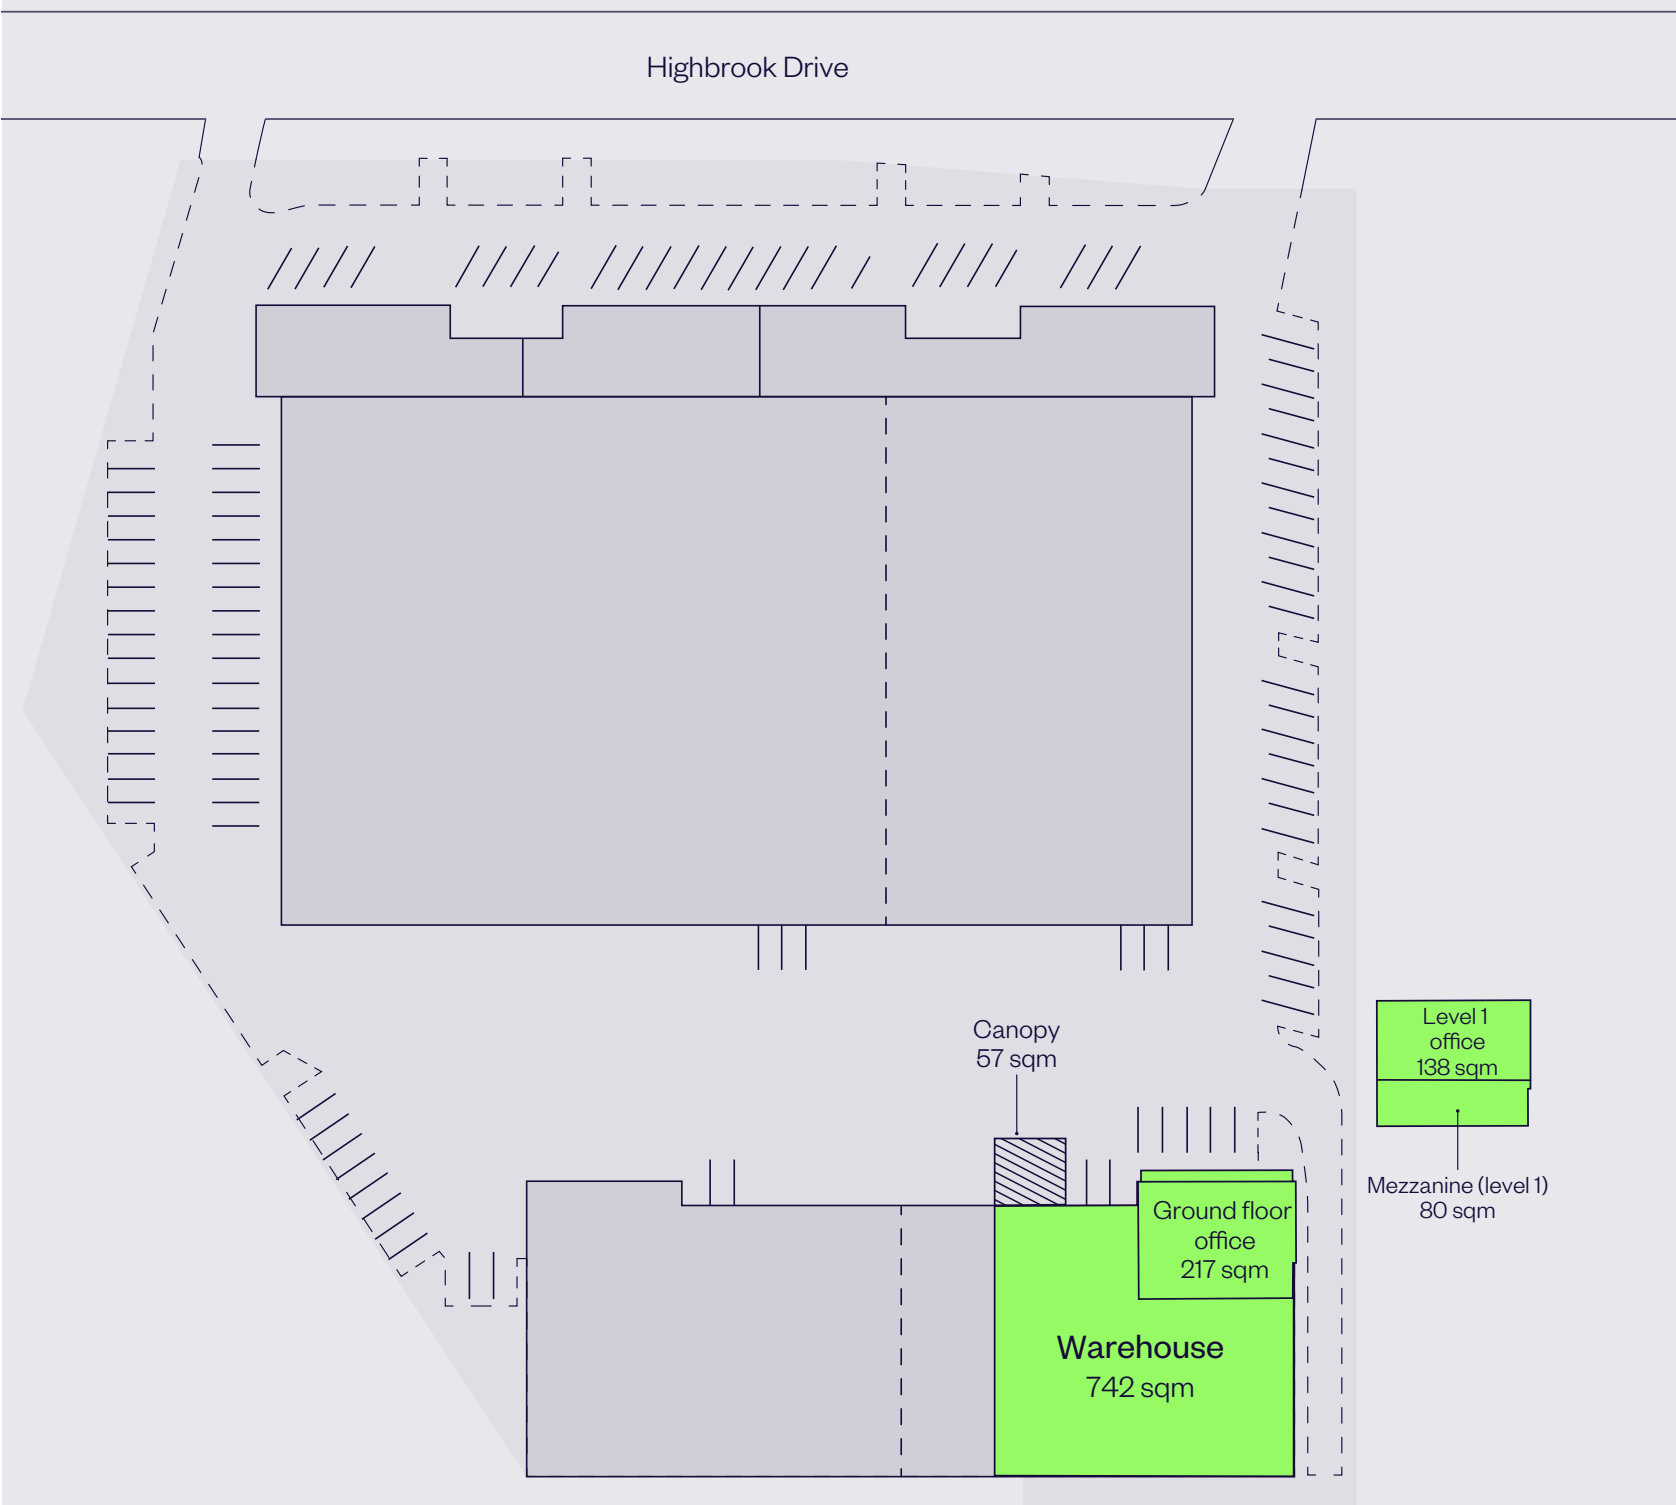 Highbrook Drive
Canopy
57 sqm
Level 1
office
138 sqm
Mezzanine (level 1)
80 sqm
Ground floor
office
217 sqm
Warehouse
742 sqm